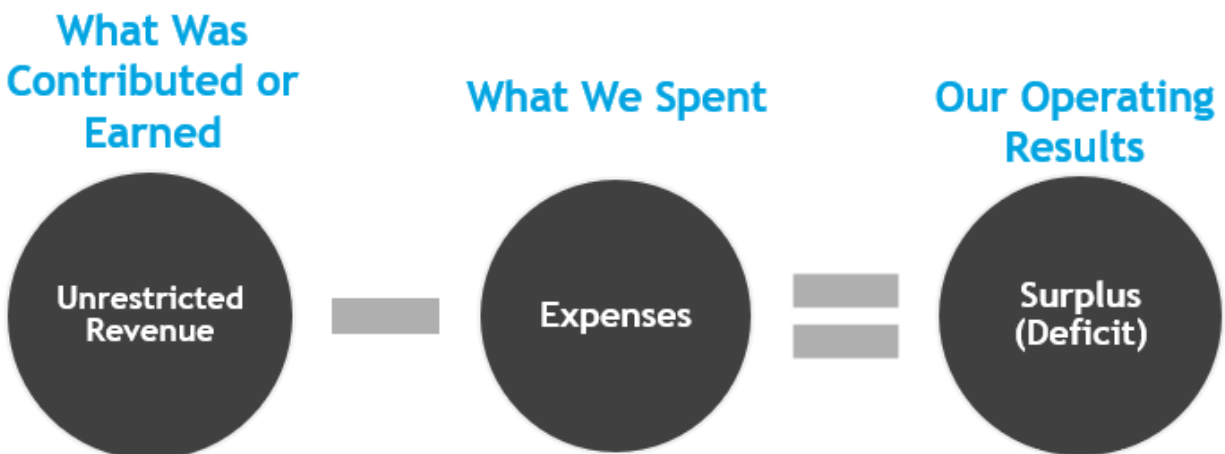 What Was
Contributed or
Earned
What We Spent
Our Operating
Results
Unrestricted
Revenue
Expenses
Surplus
(Deficit)